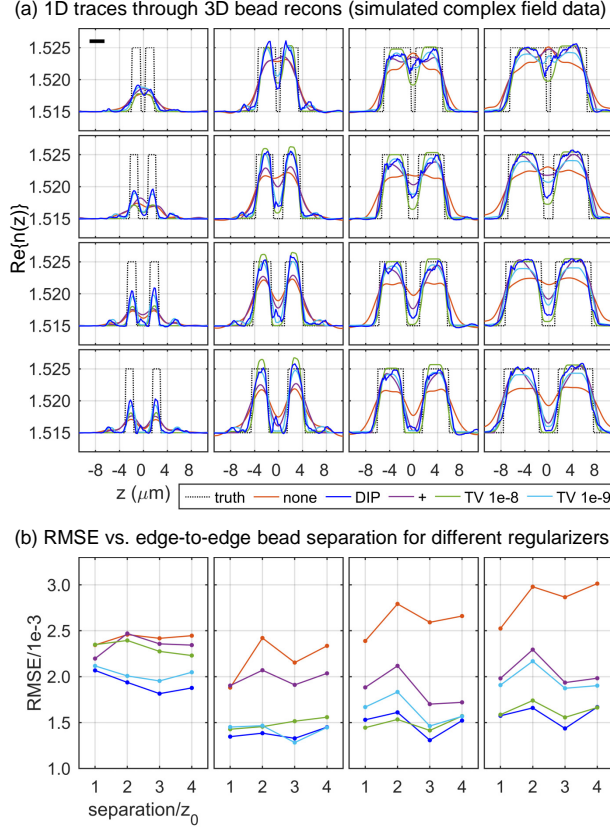 (a) 1D traces through 3D bead recons (simulated complex field data)
1.525
1.520
1.515
1.525
1.520
1.515
Re{n(z)}
1.525
1.520
1.515
1.525
1.520
1.515
-8 -4 0 4 8 -8 -4 0 4 8 -8 -4 0 4 8 -8 -4 0 4 8
z (μm)
truth none DIP + TV 1e-8 TV 1e-9
(b) RMSE vs. edge-to-edge bead separation for different regularizers
3.0
2.5
2.0
1.5
1.0
RMSE/1e-3
1 2 3 4 1 2 3 4 1 2 3 4 1 2 3 4
separation/z₀